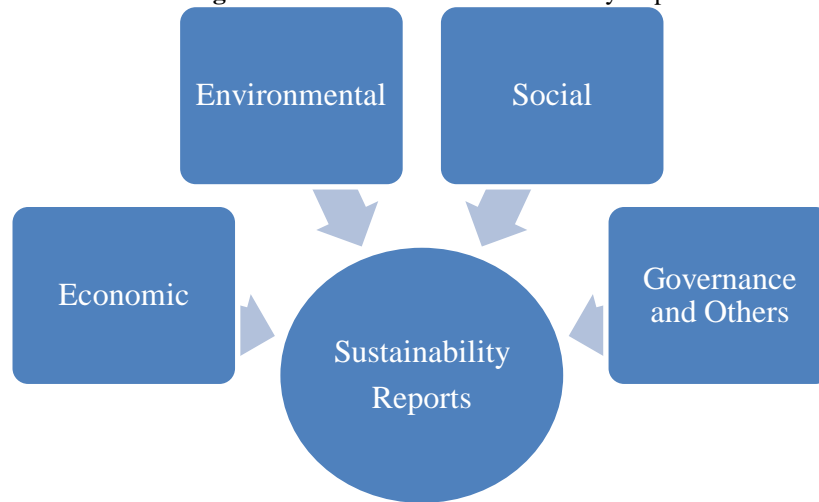 Environmental
Social
Economic
Governance
and Others
Sustainability
Reports